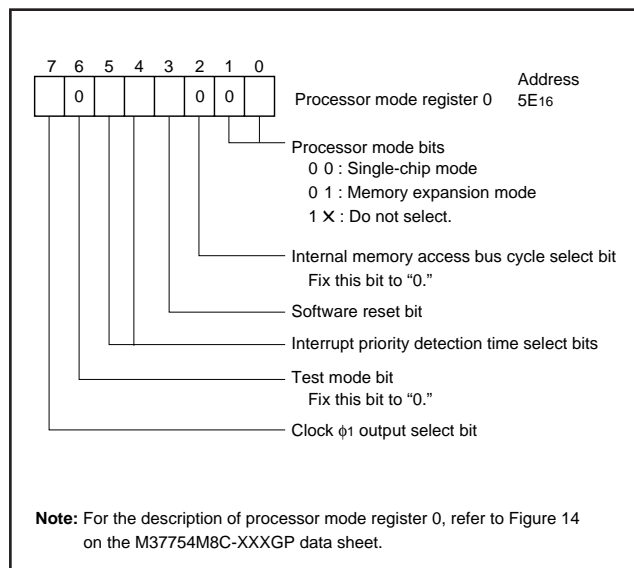 7 6 5 4 3 2 1 0
Address
0 0 0 Processor mode register 0 5E16
Processor mode bits
0 0 : Single-chip mode
0 1 : Memory expansion mode
1 X : Do not select.
Internal memory access bus cycle select bit
Fix this bit to “0.”
Software reset bit
Interrupt priority detection time select bits
Test mode bit
Fix this bit to “0.”
Clock ϕ1 output select bit
Note: For the description of processor mode register 0, refer to Figure 14
on the M37754M8C-XXXGP data sheet.